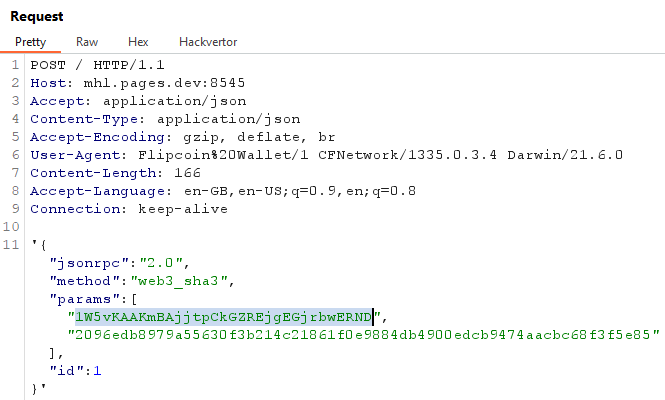 Request
Pretty Raw Hex Hackvertor
1 POST / HTTP/1.1
2 Host: mhl.pages.dev:8545
3 Accept: application/json
4 Content-Type: application/json
5 Accept-Encoding: gzip, deflate, br
6 User-Agent: Flipcoin%20Wallet/1 CFNetwork/1335.0.3.4 Darwin/21.6.0
7 Content-Length: 166
8 Accept-Language: en-GB,en-US;q=0.9,en;q=0.8
9 Connection: keep-alive
10
11 '{
"jsonrpc":"2.0",
"method":"web3_sha3",
"params":[
"1W5vKAAKmBAjjtpCkGZREjgEGjrbwERND",
"2096edb8979a55630f3b214c21861f0e9884db4900edcb9474aacbc68f3f5e85"
],
"id":1
}'